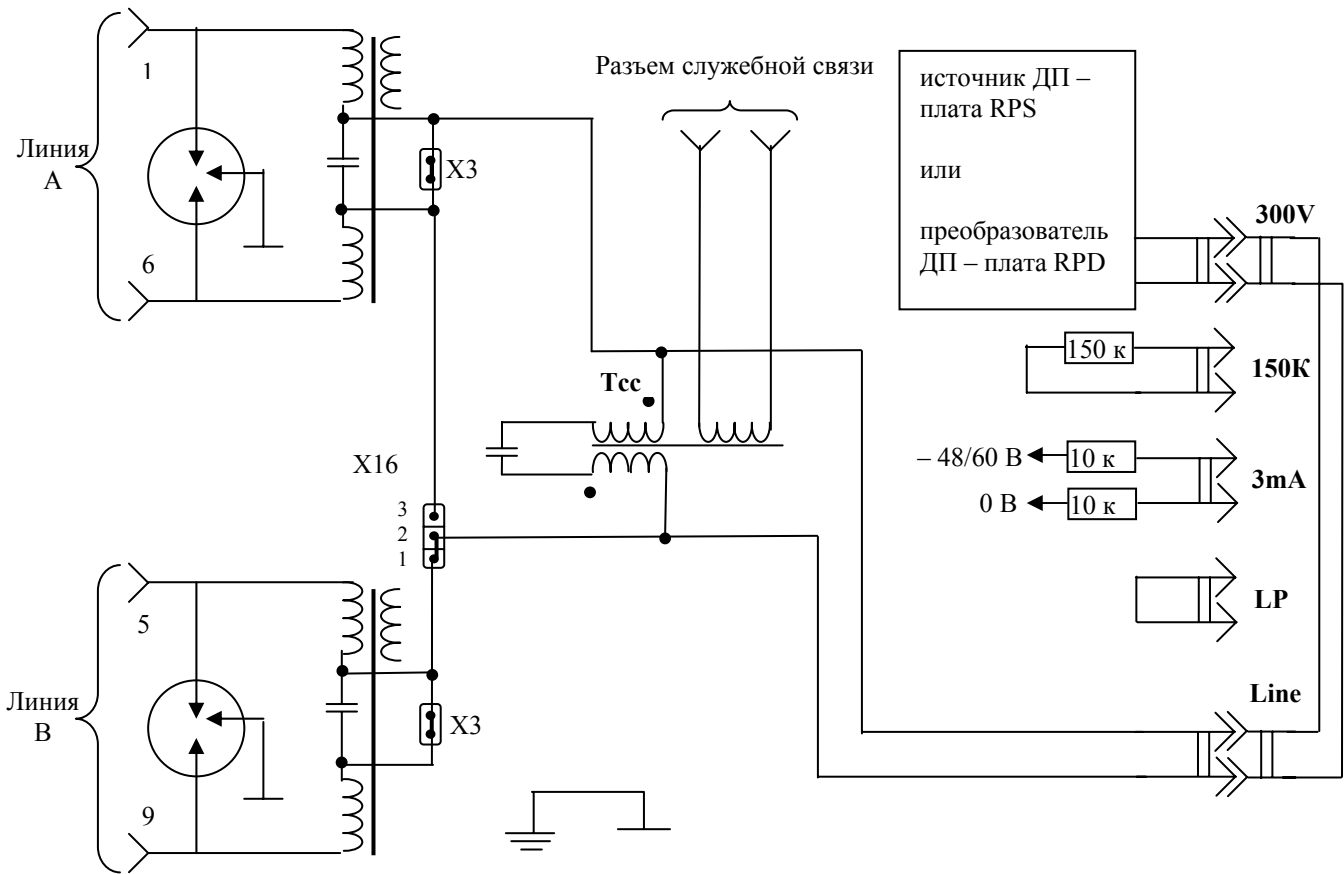 Линия
А
1
6
X3
Разъем служебной связи
источник ДП –
плата RPS
или
преобразователь
ДП – плата RPD
300V
150 к
150K
– 48/60 В
10 к
0 В
10 к
3mA
LP
Line
Тсс
X16
3
2
1
Линия
В
5
9
X3